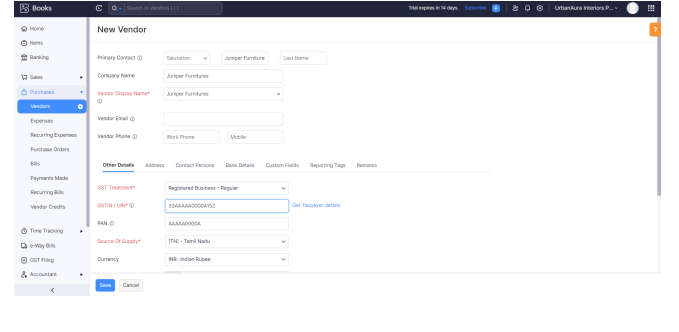 Books
Search in Vendors ( / )
Trial expires in 14 days.
Subscribe
UrbanAura Interiors P...
Home
Items
Banking
Sales
Purchases
Vendors
Expenses
Recurring Expenses
Purchase Orders
Bills
Payments Made
Recurring Bills
Vendor Credits
Time Tracking
e-Way Bills
GST Filing
Accountant
New Vendor
?
Primary Contact
Salutation
Juniper Furniture
Last Name
Company Name
Juniper Furnitures
Vendor Display Name*
Juniper Furnitures
Vendor Email
Vendor Phone
Work Phone
Mobile
Other Details
Address
Contact Persons
Bank Details
Custom Fields
Reporting Tags
Remarks
GST Treatment*
Registered Business - Regular
GSTIN / UIN*
33AAAAA0000A15Z
Get Taxpayer details
PAN
AAAAA0000A
Source Of Supply*
[TN] - Tamil Nadu
Currency
INR- Indian Rupee
Save
Cancel